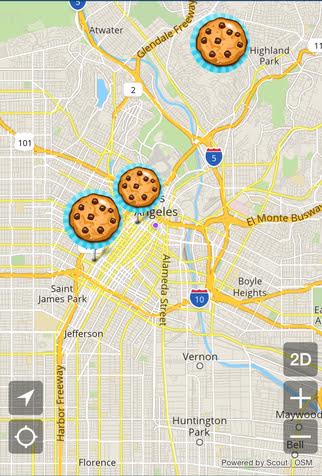 5
Atwater
Glendale Freeway
Highland
Park
11
2
101
5
Angeles
El Monte Busway
Saint
James Park
Alameda Street
Boyle
Heights
10
Jefferson
Harbor Freeway
Vernon
2D
Huntington
Park
Maywood
Bell
Florence
Powered by Scout | OSM